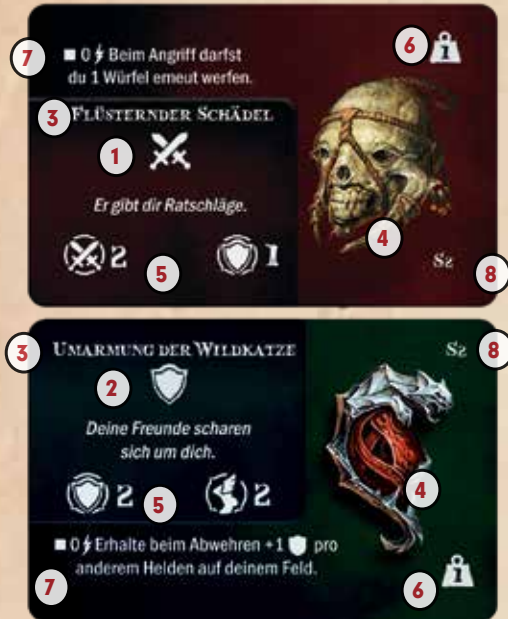 7
■ 0 Beim Angriff darfst
du 1 Würfel erneut werfen.
6
1
3
Flüsternder Schädel
1
Er gibt dir Ratschläge.
4
2
5
1
S2
8
3
Umarmung der Wildkatze
S2
8
2
Deine Freunde scharen
sich um dich.
2
5
2
4
■ 0 Erhalte beim Abwehren +1 pro
anderem Helden auf deinem Feld.
7
6
1